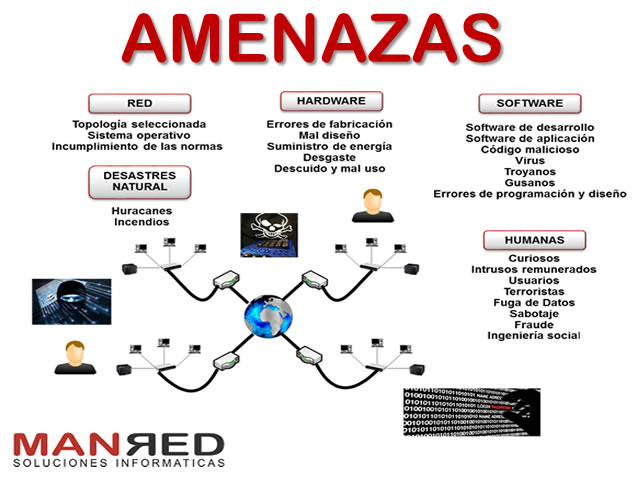 AMENAZAS
RED
Topología seleccionada
Sistema operativo
Incumplimiento de las normas
DESASTRES
NATURAL
Huracanes
Incendios
HARDWARE
Errores de fabricación
Mal diseño
Suministro de energía
Desgaste
Descuido y mal uso
SOFTWARE
Software de desarrollo
Software de aplicación
Código malicioso
Virus
Troyanos
Gusanos
Errores de programación y diseño
HUMANAS
Curiosos
Intrusos remunerados
Usuarios
Terroristas
Fuga de Datos
Sabotaje
Fraude
Ingeniería social
MANRED
SOLUCIONES INFORMATICAS